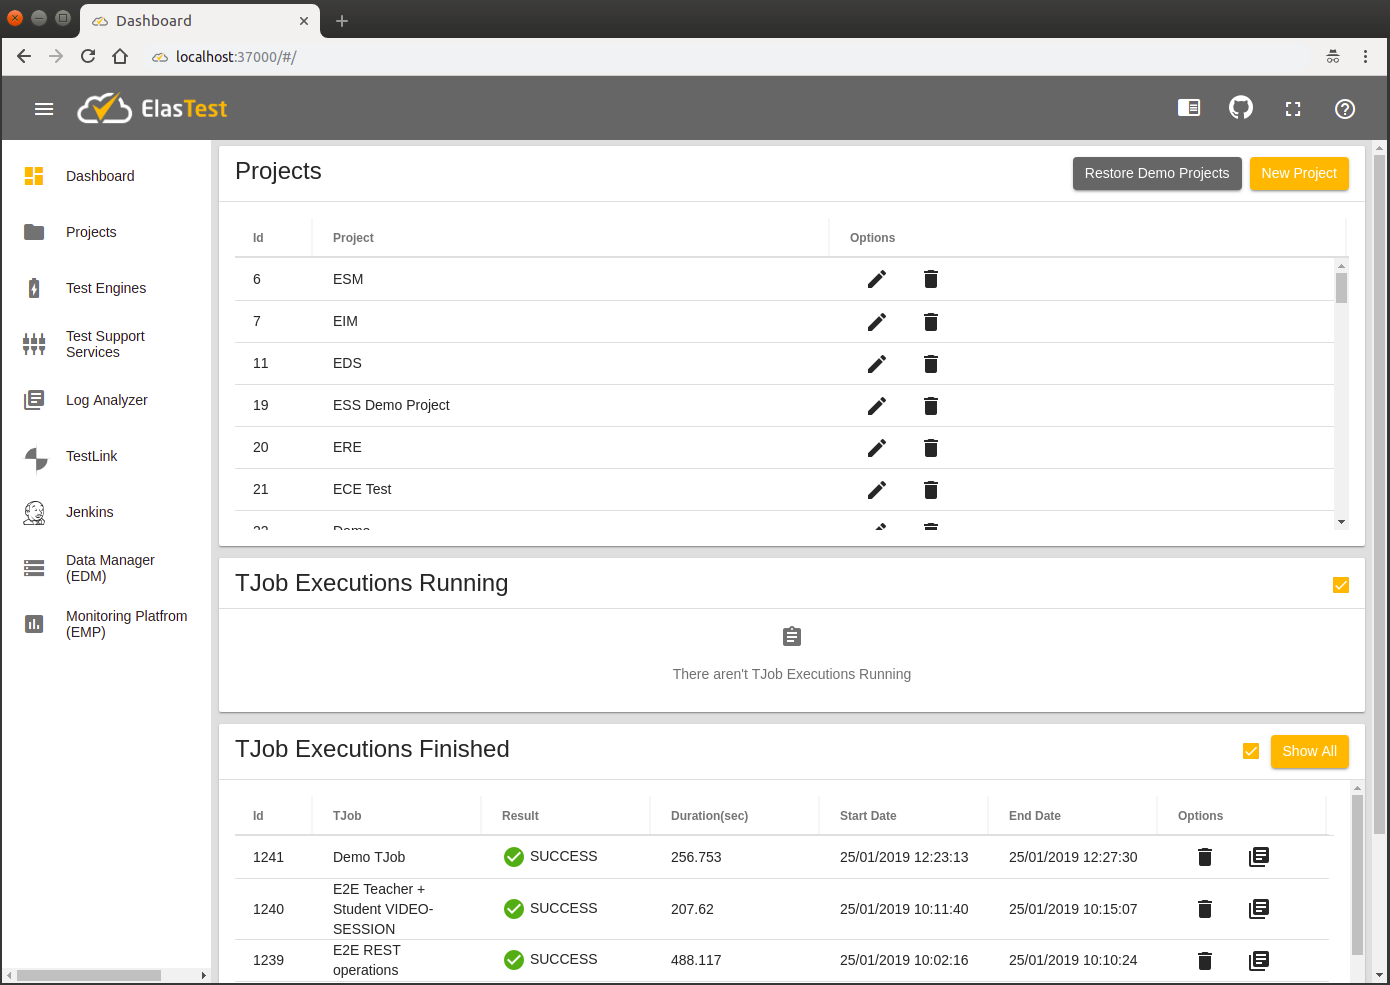 Dashboard
localhost:37000/#/
ElasTest
Dashboard
Projects
Test Engines
Test Support
Services
Log Analyzer
TestLink
Jenkins
Data Manager
(EDM)
Monitoring Platfrom
(EMP)
Projects
Restore Demo Projects
New Project
Id Project Options
6 ESM
7 EIM
11 EDS
19 ESS Demo Project
20 ERE
21 ECE Test
22 Demo
TJob Executions Running
There aren't TJob Executions Running
TJob Executions Finished
Show All
Id TJob Result Duration(sec) Start Date End Date Options
1241 Demo TJob SUCCESS 256.753 25/01/2019 12:23:13 25/01/2019 12:27:30
E2E Teacher +
1240 Student VIDEO- SUCCESS 207.62 25/01/2019 10:11:40 25/01/2019 10:15:07
SESSION
E2E REST
1239 SUCCESS 488.117 25/01/2019 10:02:16 25/01/2019 10:10:24
operations